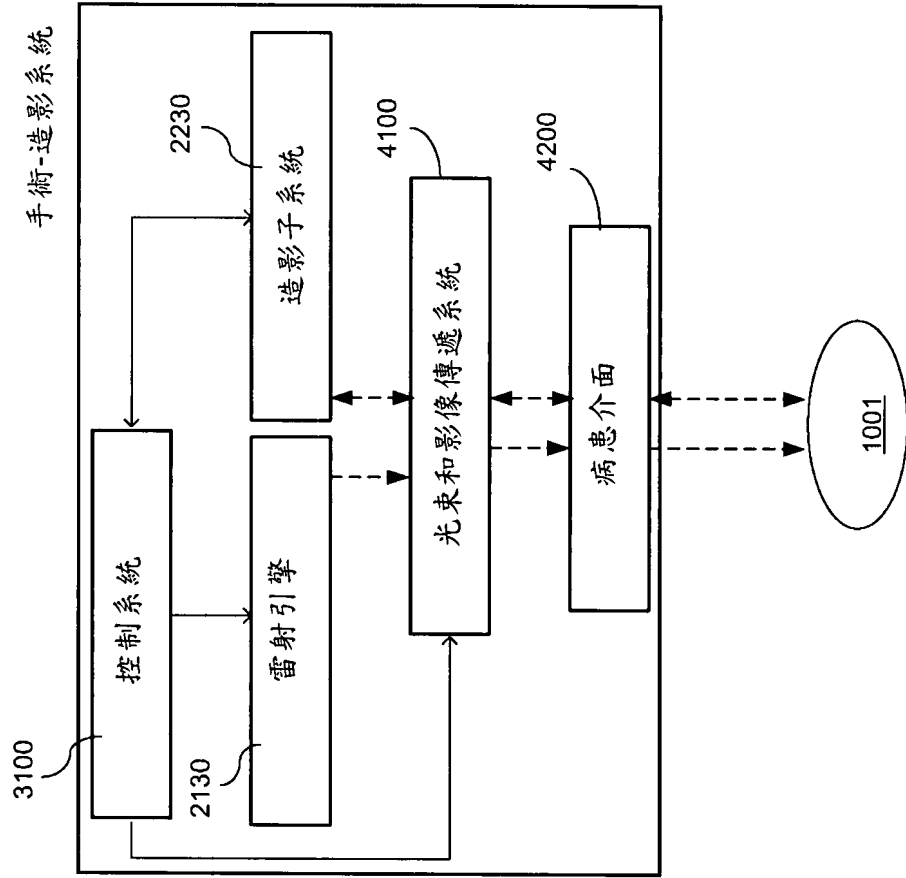 手術-造影系統
3100
控制系統
2130
雷射引擎
2230
造影子系統
4100
光束和影像傳遞系統
4200
病患介面
1001